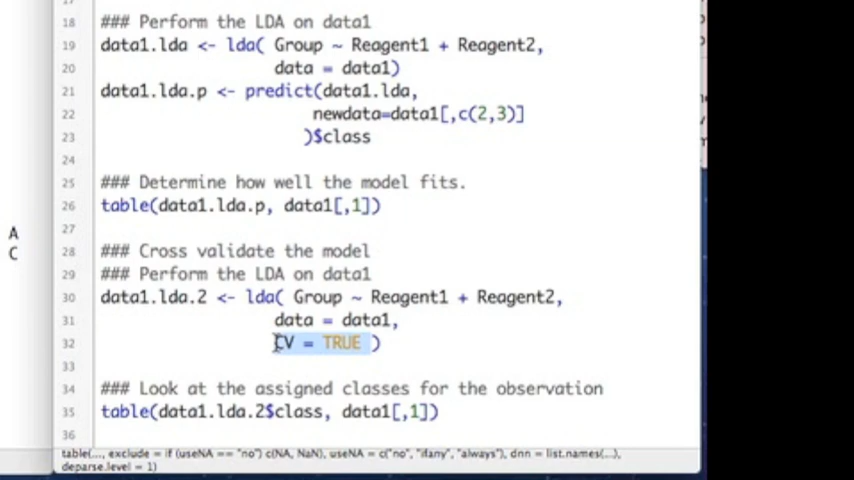 17
18 ### Perform the LDA on data1
19 data1.lda <- lda( Group ~ Reagent1 + Reagent2,
20 data = data1)
21 data1.lda.p <- predict(data1.lda,
22 newdata=data1[,c(2,3)]
23 )$class
24
25 ### Determine how well the model fits.
26 table(data1.lda.p, data1[,1])
27
A
28 ### Cross validate the model
C
29 ### Perform the LDA on data1
30 data1.lda.2 <- lda( Group ~ Reagent1 + Reagent2,
31 data = data1,
32 CV = TRUE )
33
34 ### Look at the assigned classes for the observation
35 table(data1.lda.2$class, data1[,1])
36
table(..., exclude = if (useNA == "no") c(NA, NaN), useNA = c("no", "ifany", "always"), dnn = list.names(...),
deparse.level = 1)